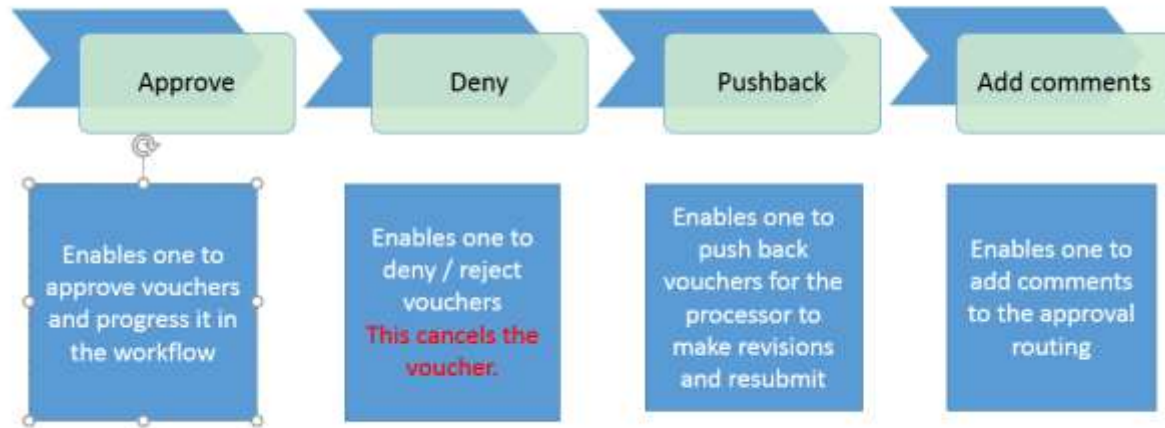 Approve
Deny
Pushback
Add comments
Enables one to
approve vouchers
and progress it in
the workflow
Enables one to
deny / reject
vouchers
This cancels the
voucher.
Enables one to
push back
vouchers for the
processor to
make revisions
and resubmit
Enables one to
add comments
to the approval
routing